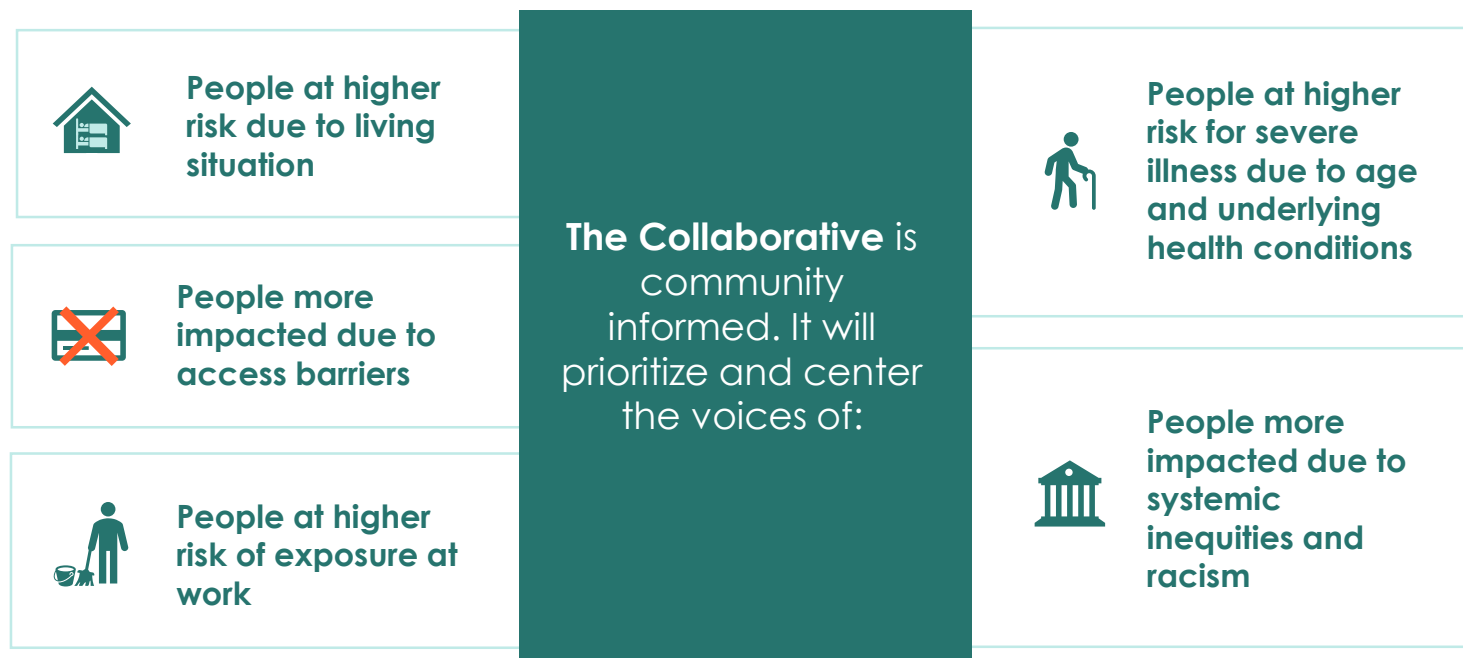 People at higher
risk due to living
situation
People more
impacted due to
access barriers
People at higher
risk of exposure at
work
The Collaborative is
community
informed. It will
prioritize and center
the voices of:
People at higher
risk for severe
illness due to age
and underlying
health conditions
People more
impacted due to
systemic
inequities and
racism